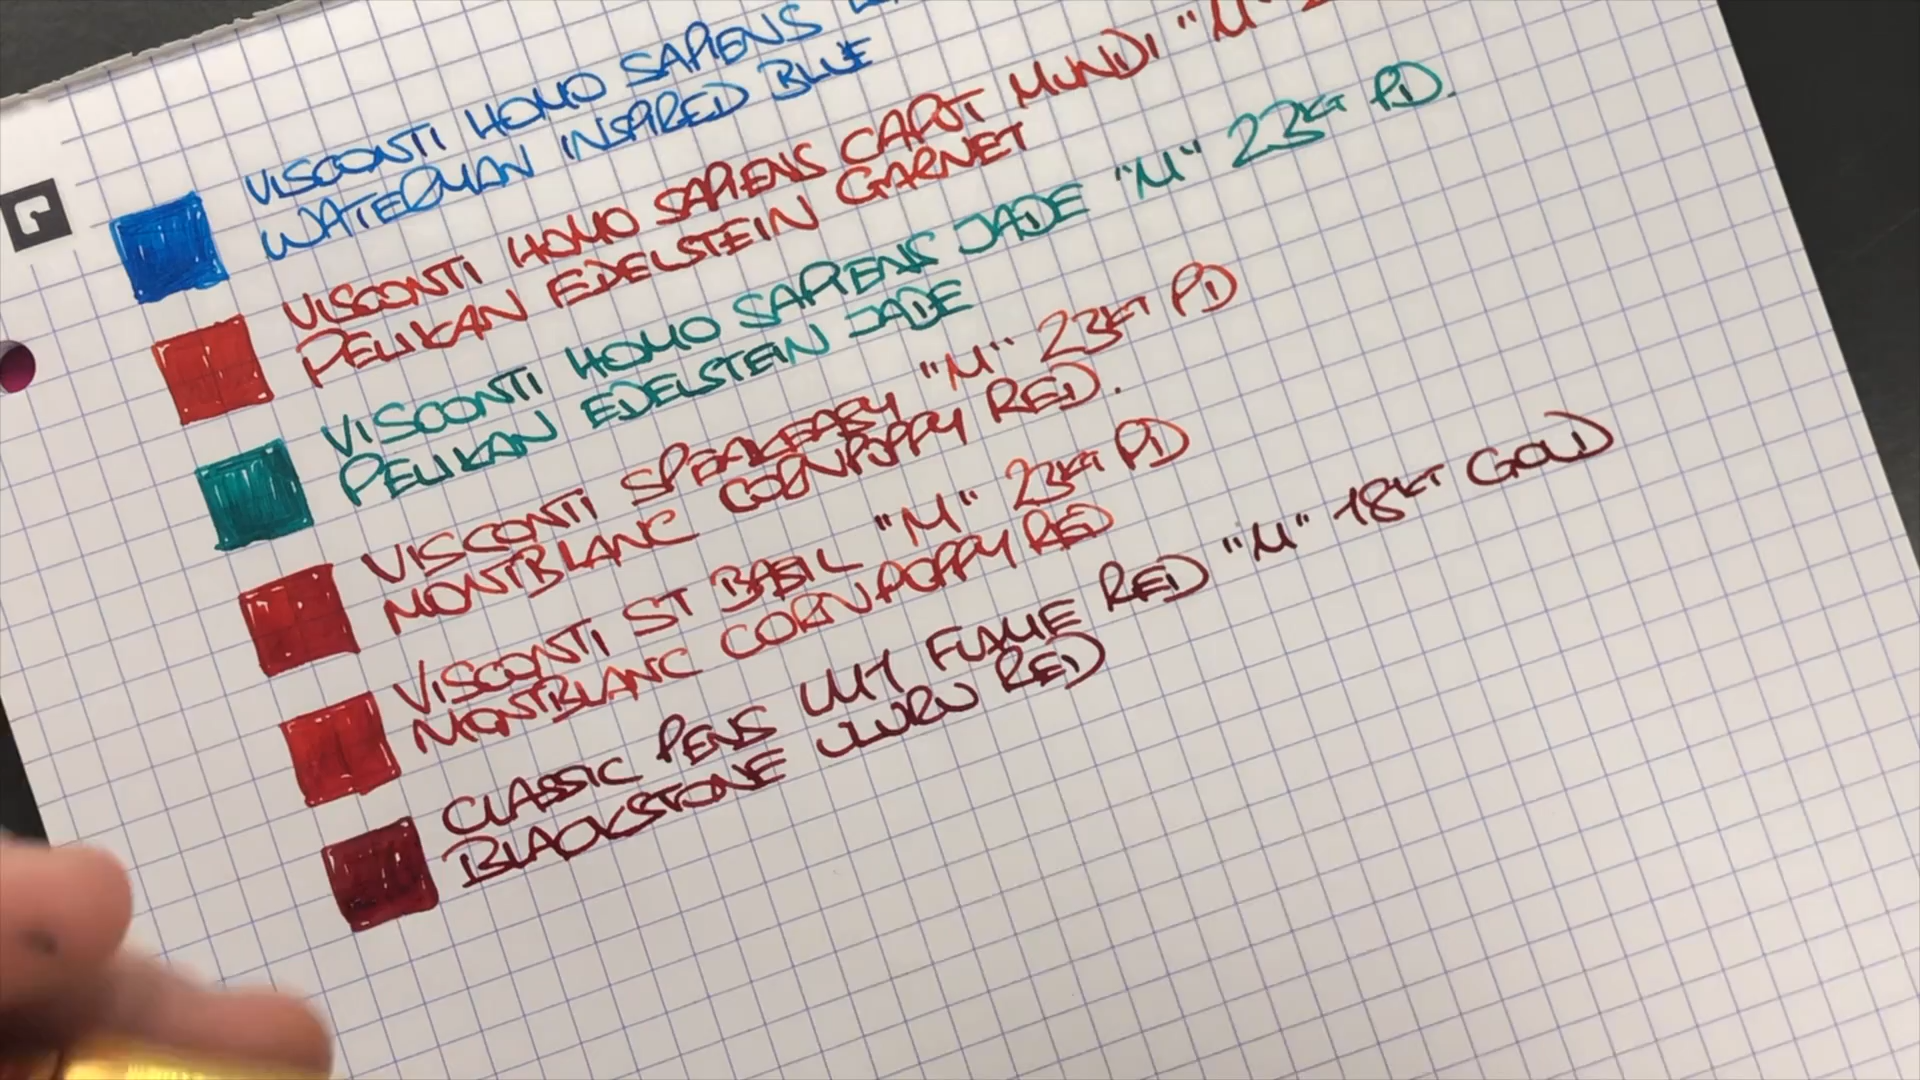 VISCONTI HOMO SAPIENS
WATERMAN INSPIRED BLUE
VISCONTI HOMO SAPIENS CAPUT MUNDI "M"
PELIKAN EDELSTEIN GARNET
VISCONTI HOMO SAPIENS JADE "M" 23KT PD.
PELIKAN EDELSTEIN JADE
VISCONTI SPEAKEASY "M" 23KT PD
MONTBLANC CORNPOPPY RED.
VISCONTI ST BASIL "M" 23KT PD
MONTBLANC CORNPOPPY RED
CLASSIC PENS LM1 FLAME RED "M" 18KT GOLD
BLACKSTONE ULURU RED